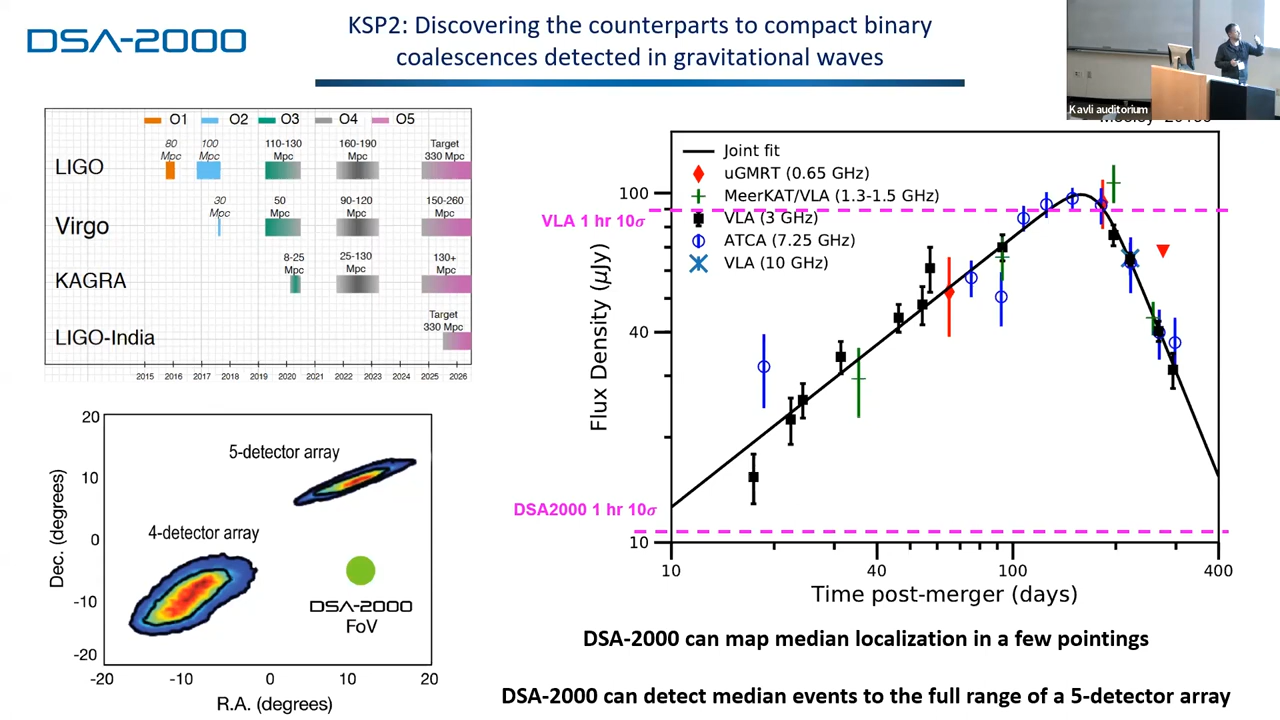 DSA-2000
KSP2: Discovering the counterparts to compact binary
coalescences detected in gravitational waves
Kavli auditorium
O1 O2 O3 O4 O5
80 Mpc
100 Mpc
110-130 Mpc
160-190 Mpc
Target 330 Mpc
LIGO
30 Mpc
50
90-120 Mpc
150-260 Mpc
Virgo
8-25 Mpc
25-130 Mpc
130+ Mpc
KAGRA
Target 330 Mpc
LIGO-India
2015 2016 2017 2018 2019 2020 2021 2022 2023 2024 2025 2026
20
10
0
-10
-20
Dec. (degrees)
5-detector array
4-detector array
DSA-2000
FoV
-20 -10 0 10 20
R.A. (degrees)
Joint fit
uGMRT (0.65 GHz)
MeerKAT/VLA (1.3-1.5 GHz)
VLA (3 GHz)
ATCA (7.25 GHz)
VLA (10 GHz)
VLA 1 hr 10σ
DSA2000 1 hr 10σ
100
40
10
Flux Density (μJy)
10 40 100 400
Time post-merger (days)
DSA-2000 can map median localization in a few pointings
DSA-2000 can detect median events to the full range of a 5-detector array